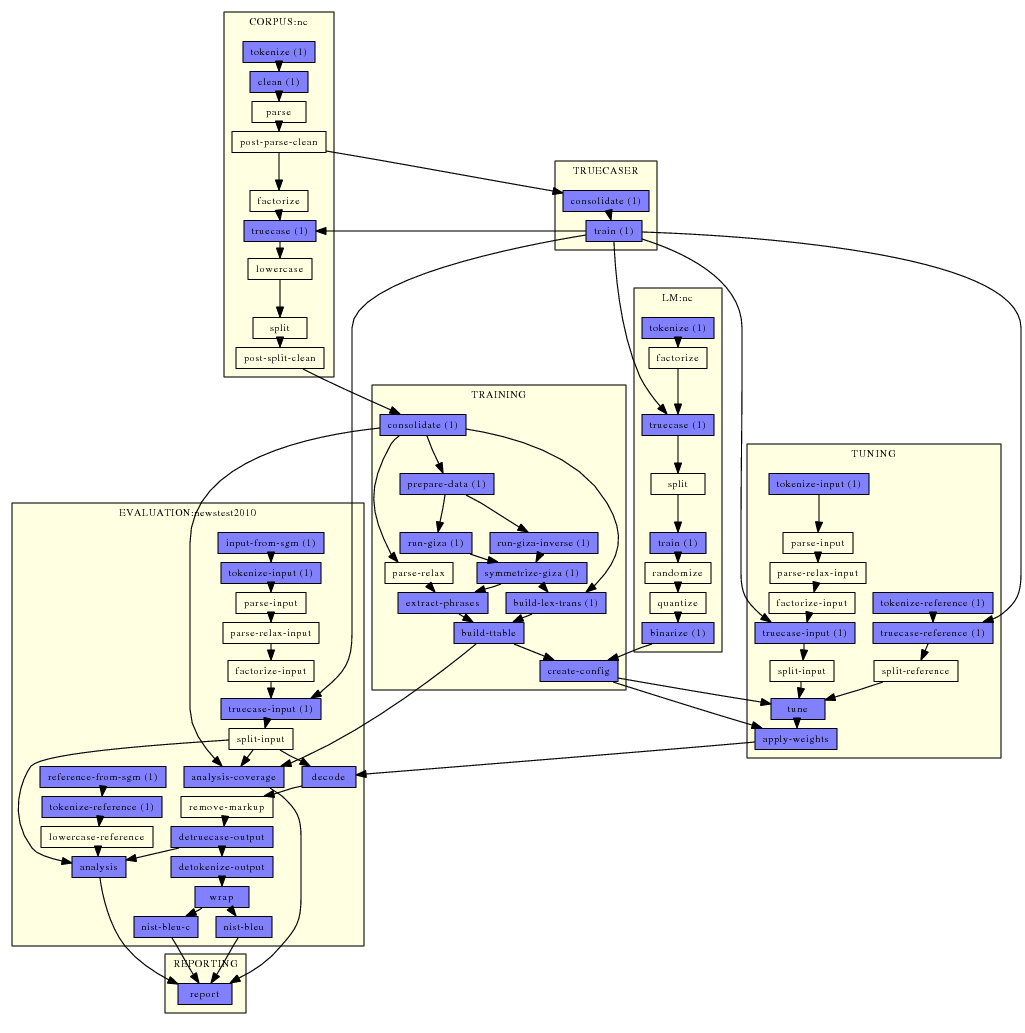 CORPUS:nc
tokenize (1)
clean (1)
parse
post-parse-clean
factorize
truecase (1)
lowercase
split
post-split-clean
TRUECASER
consolidate (1)
train (1)
LM:nc
tokenize (1)
factorize
truecase (1)
split
train (1)
randomize
quantize
binarize (1)
TRAINING
consolidate (1)
prepare-data (1)
run-giza (1)
run-giza-inverse (1)
parse-relax
symmetrize-giza (1)
extract-phrases
build-lex-trans (1)
build-ttable
create-config
TUNING
tokenize-input (1)
parse-input
parse-relax-input
factorize-input
tokenize-reference (1)
truecase-input (1)
truecase-reference (1)
split-input
split-reference
tune
apply-weights
EVALUATION:newstest2010
input-from-sgm (1)
tokenize-input (1)
parse-input
parse-relax-input
factorize-input
truecase-input (1)
split-input
reference-from-sgm (1)
analysis-coverage
decode
tokenize-reference (1)
remove-markup
lowercase-reference
detruecase-output
analysis
detokenize-output
wrap
nist-bleu-c
nist-bleu
REPORTING
report